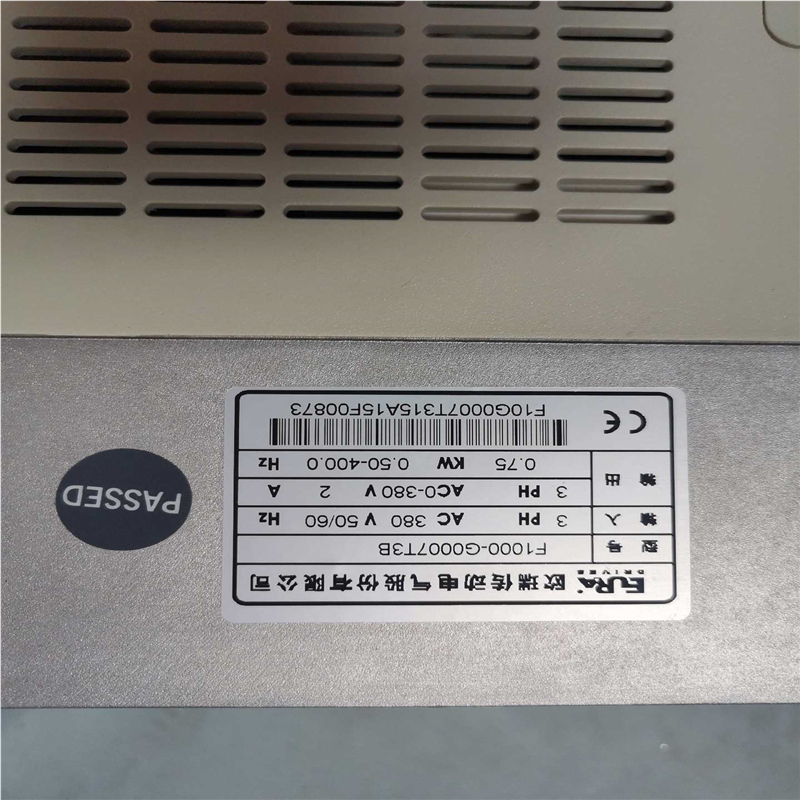 EURA DRIVES 欧瑞传动电气股份有限公司
型号 F1000-G0007T3B
输入 3 PH AC 380 V 50/60 Hz
输出 3 PH AC0-380 V 2 A
0.75 KW 0.50-400.0 Hz
CE
F10G0007T315A15F00873
PASSED